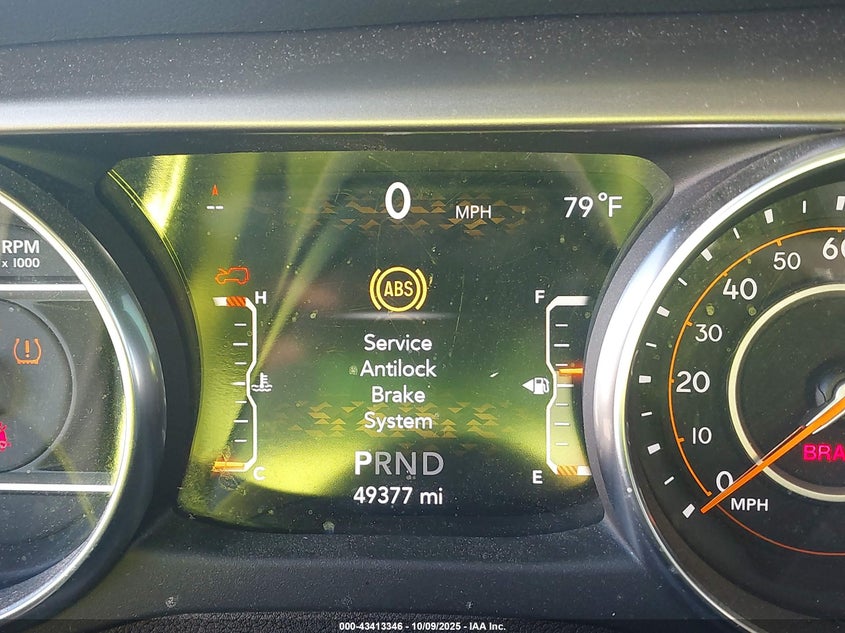 A
--
0 MPH 79°F
RPM
x 1000
H
F
ABS
Service
Antilock
Brake
System
C
E
PRND
49377 mi
60
50
40
30
20
10
0
MPH
BRA
000-43413346 - 10/09/2025 - IAA Inc.